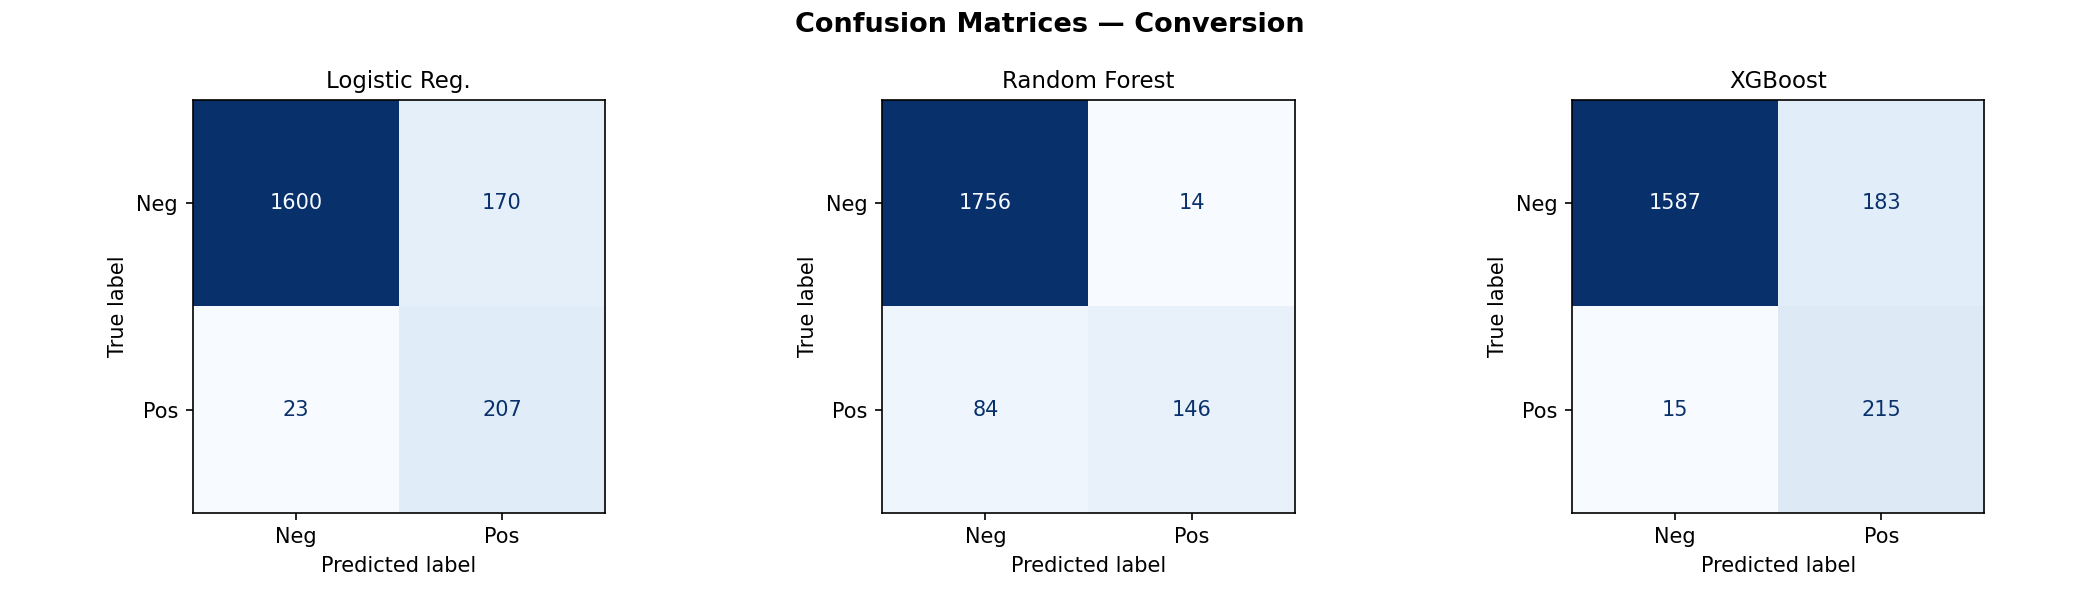 Confusion Matrices — Conversion
Logistic Reg.
True label
Neg
1600
170
Pos
23
207
Neg
Pos
Predicted label
Random Forest
True label
Neg
1756
14
Pos
84
146
Neg
Pos
Predicted label
XGBoost
True label
Neg
1587
183
Pos
15
215
Neg
Pos
Predicted label